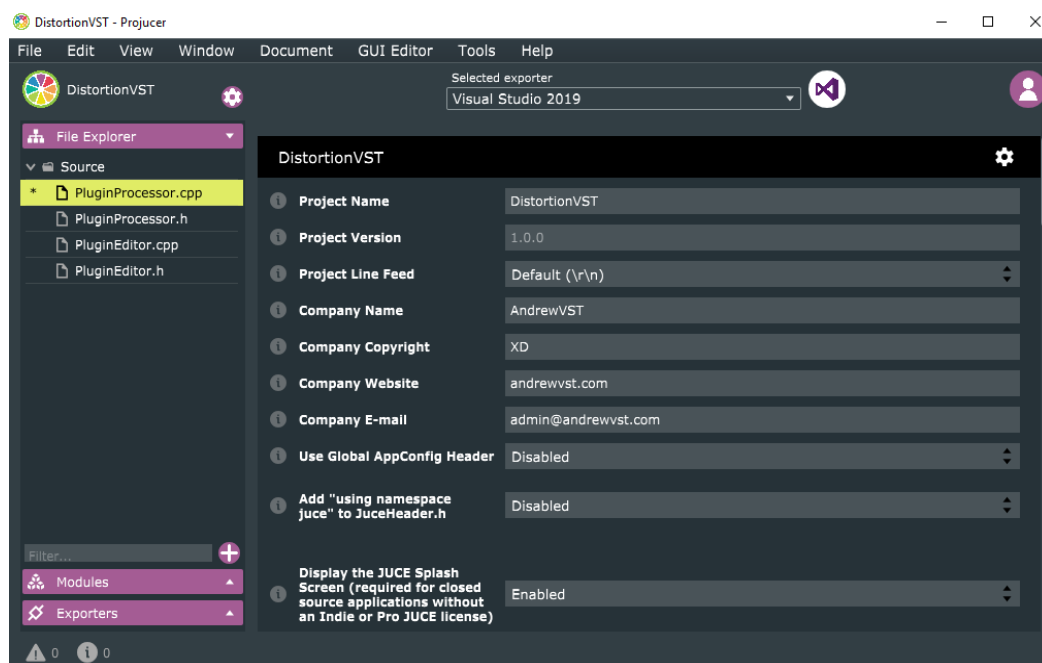 DistortionVST - Projucer
File Edit View Window Document GUI Editor Tools Help
DistortionVST
Selected exporter
Visual Studio 2019
File Explorer
Source
* PluginProcessor.cpp
PluginProcessor.h
PluginEditor.cpp
PluginEditor.h
Filter...
Modules
Exporters
DistortionVST
Project Name DistortionVST
Project Version 1.0.0
Project Line Feed Default (\r\n)
Company Name AndrewVST
Company Copyright XD
Company Website andrewvst.com
Company E-mail admin@andrewvst.com
Use Global AppConfig Header Disabled
Add "using namespace
juce" to JuceHeader.h Disabled
Display the JUCE Splash
Screen (required for closed
source applications without
an Indie or Pro JUCE license) Enabled
0 0